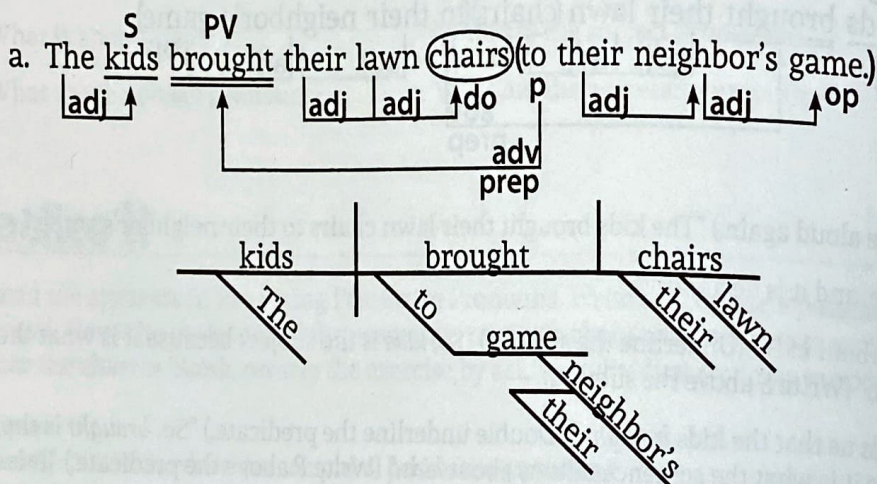 S PV
a. The kids brought their lawn chairs (to their neighbor's game.)
adj adj adj do p adj adj op
adv
prep
kids brought chairs
The to their lawn
game
neighbor's
their